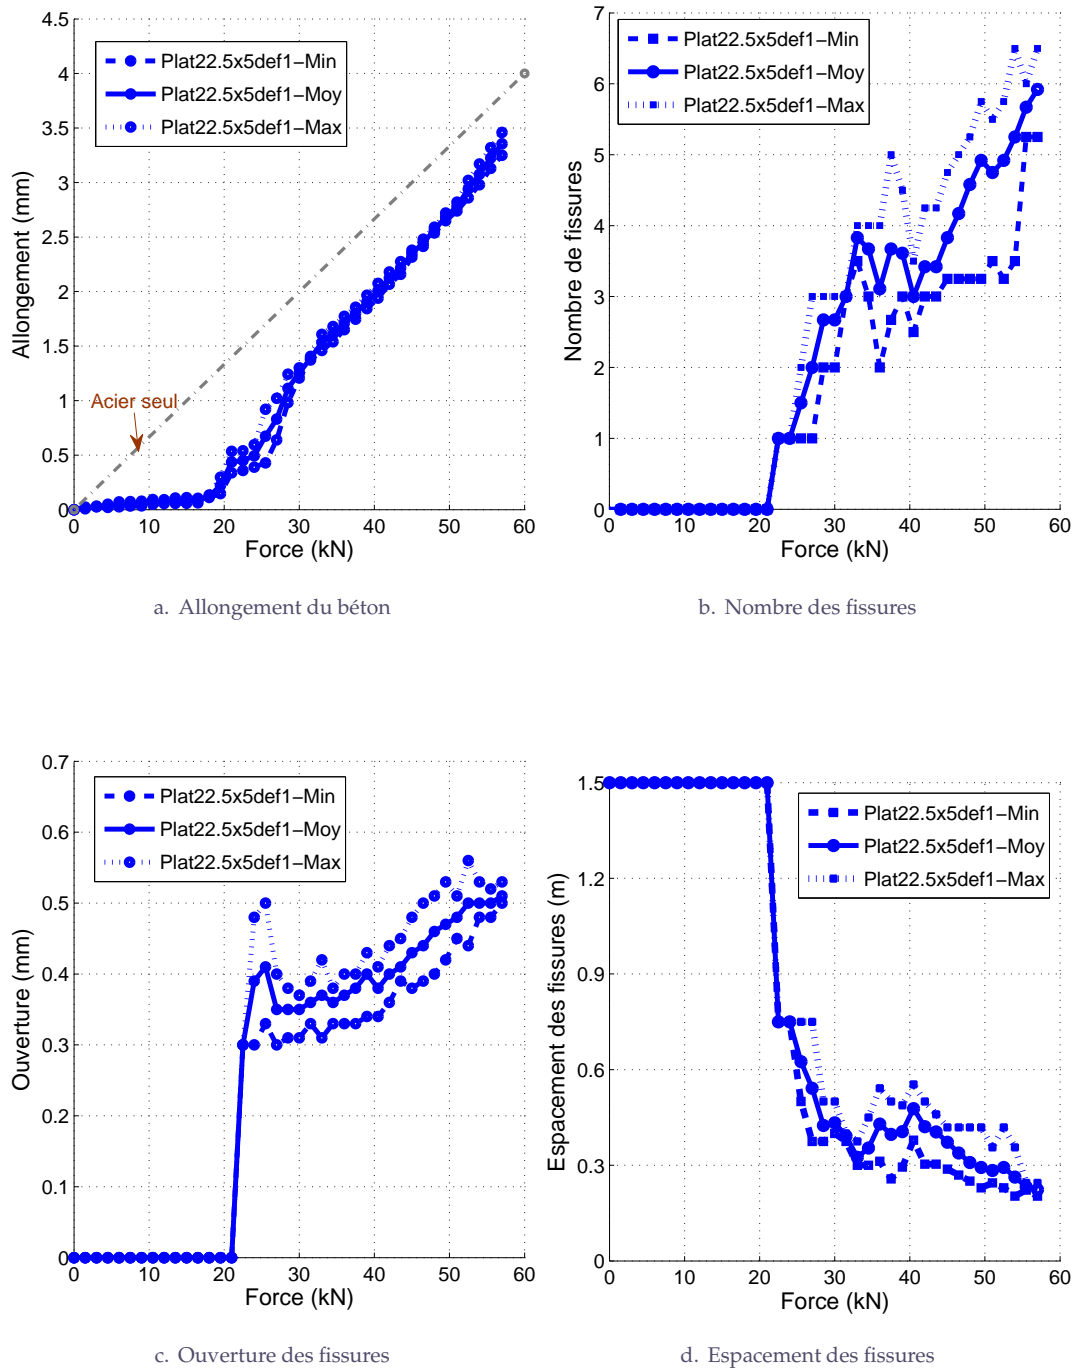 4.5
4
3.5
3
2.5
2
1.5
1
0.5
0
Allongement (mm)
Plat22.5x5def1−Min
Plat22.5x5def1−Moy
Plat22.5x5def1−Max
Acier seul
0 10 20 30 40 50 60
Force (kN)
a. Allongement du béton
7
6
5
4
3
2
1
0
Nombre de fissures
Plat22.5x5def1−Min
Plat22.5x5def1−Moy
Plat22.5x5def1−Max
0 10 20 30 40 50 60
Force (kN)
b. Nombre des fissures
0.7
0.6
0.5
0.4
0.3
0.2
0.1
0
Ouverture (mm)
Plat22.5x5def1−Min
Plat22.5x5def1−Moy
Plat22.5x5def1−Max
0 10 20 30 40 50 60
Force (kN)
c. Ouverture des fissures
1.5
1.2
0.9
0.6
0.3
0
Espacement des fissures (m)
Plat22.5x5def1−Min
Plat22.5x5def1−Moy
Plat22.5x5def1−Max
0 10 20 30 40 50 60
Force (kN)
d. Espacement des fissures